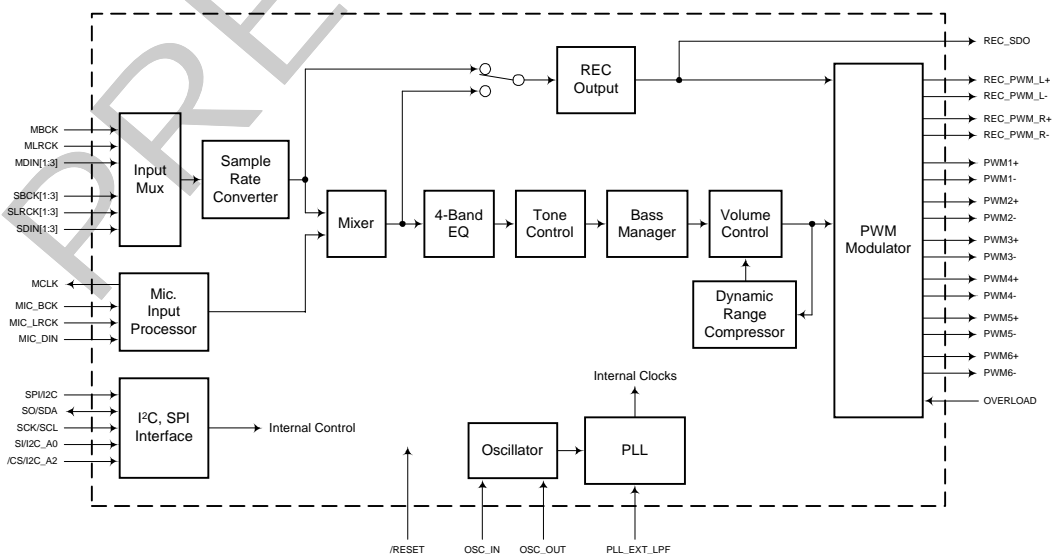 PRE
REC_SDO
REC
Output
REC_PWM_L+
REC_PWM_L-
REC_PWM_R+
REC_PWM_R-
MBCK
MLRCK
MDIN[1:3]
SBCK[1:3]
SLRCK[1:3]
SDIN[1:3]
Input
Mux
Sample
Rate
Converter
Mixer
4-Band
EQ
Tone
Control
Bass
Manager
Volume
Control
PWM
Modulator
PWM1+
PWM1-
PWM2+
PWM2-
PWM3+
PWM3-
PWM4+
PWM4-
PWM5+
PWM5-
PWM6+
PWM6-
OVERLOAD
MCLK
MIC_BCK
MIC_LRCK
MIC_DIN
Mic.
Input
Processor
Dynamic
Range
Compressor
SPI/I2C
SO/SDA
SCK/SCL
SI/I2C_A0
/CS/I2C_A2
I²C, SPI
Interface
Internal Control
Internal Clocks
Oscillator
PLL
/RESET
OSC_IN
OSC_OUT
PLL_EXT_LPF